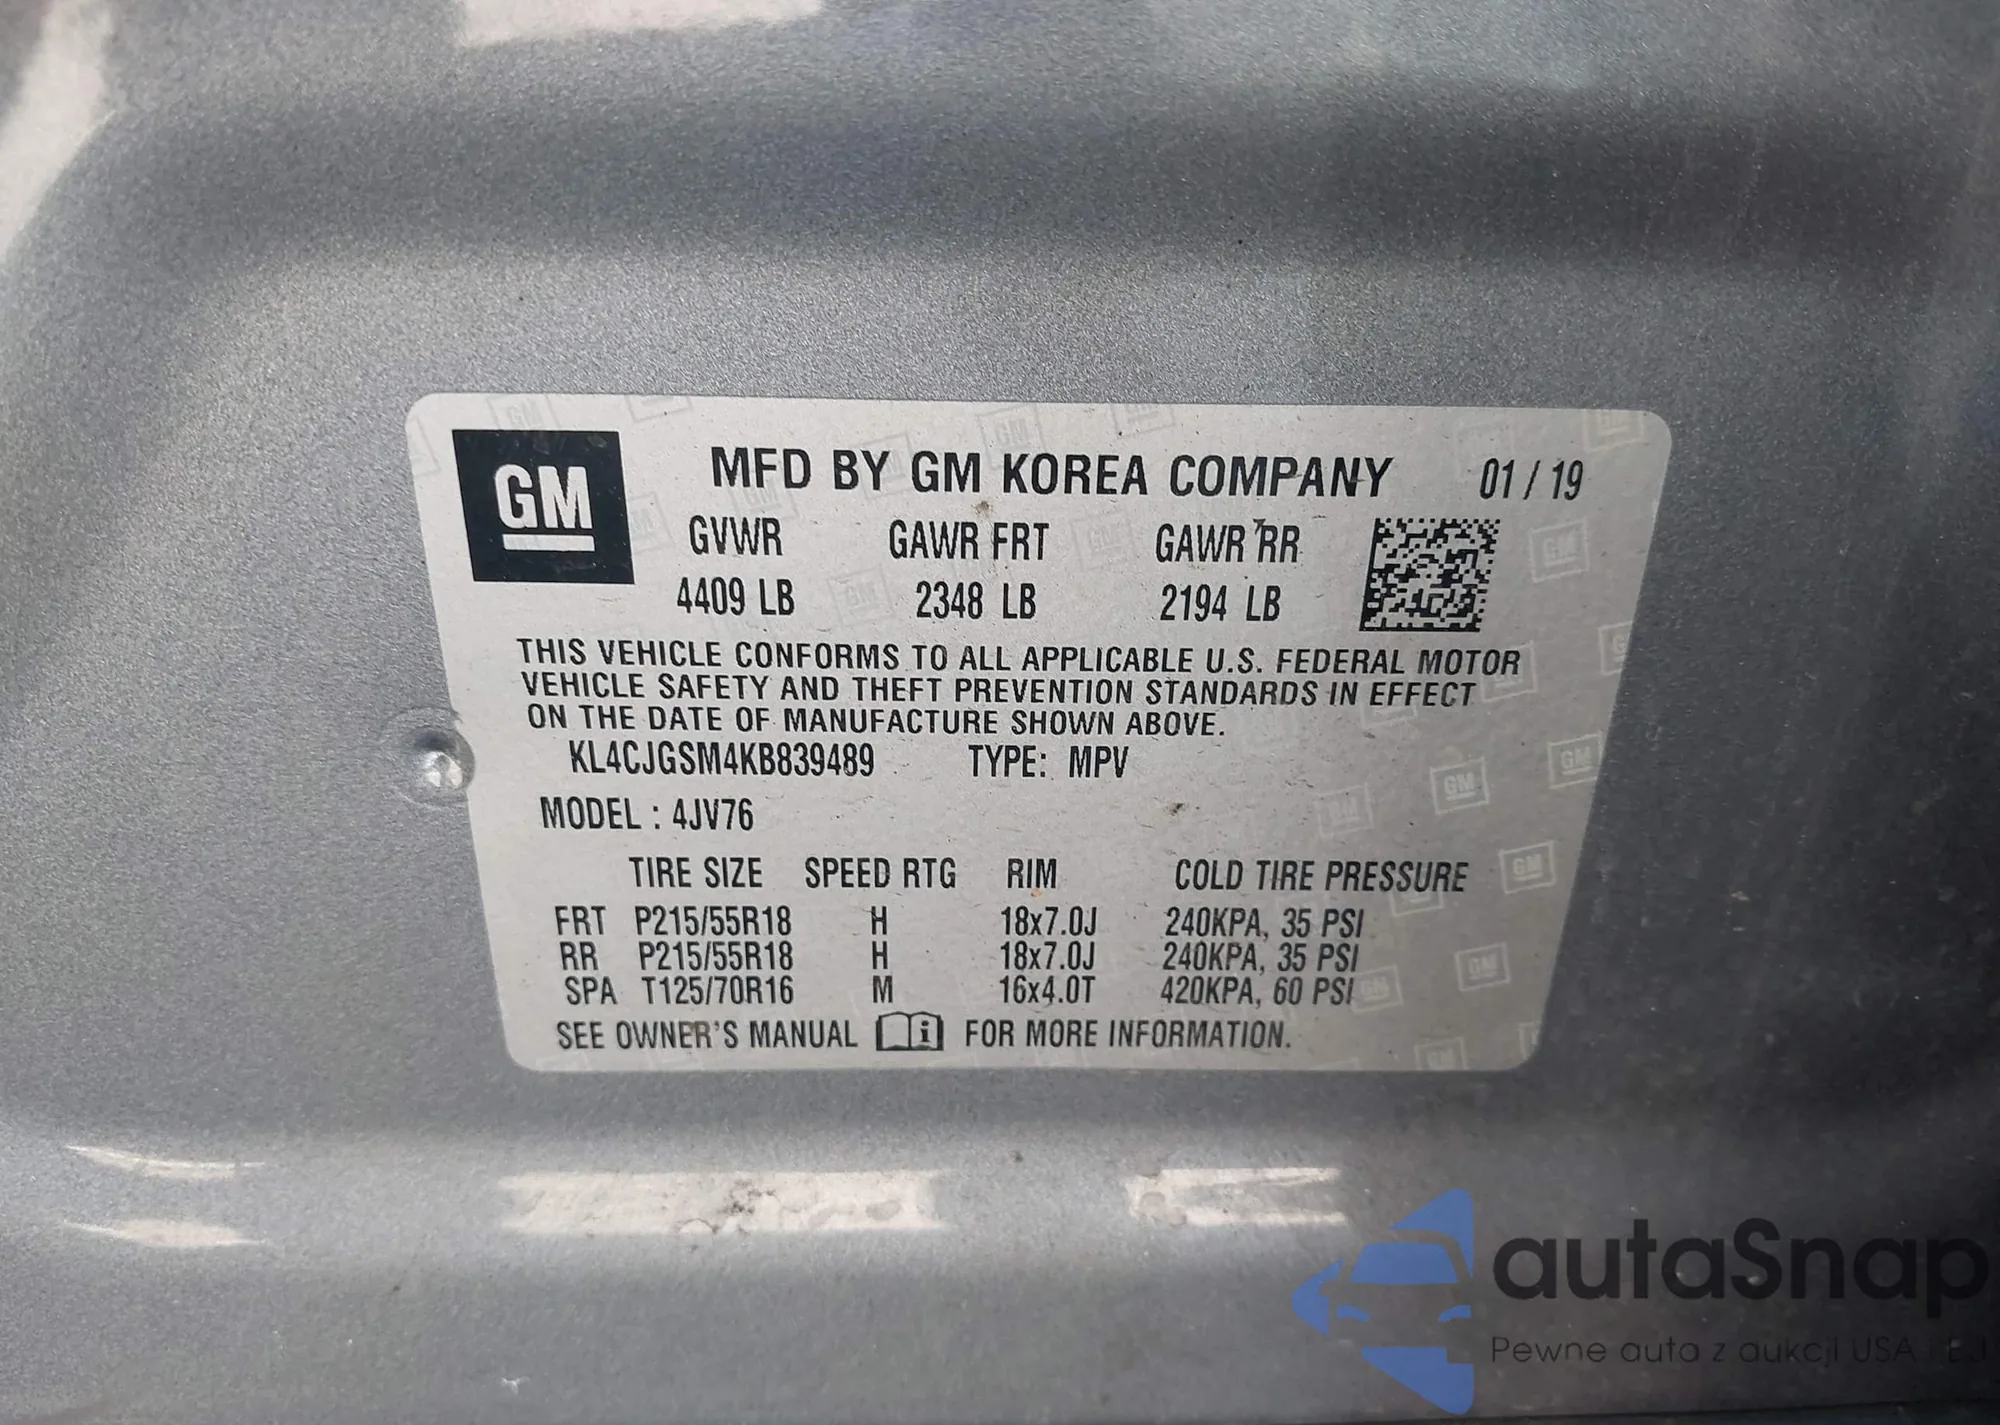 GM
MFD BY GM KOREA COMPANY 01 / 19
GVWR GAWR FRT GAWR RR
4409 LB 2348 LB 2194 LB
THIS VEHICLE CONFORMS TO ALL APPLICABLE U.S. FEDERAL MOTOR
VEHICLE SAFETY AND THEFT PREVENTION STANDARDS IN EFFECT
ON THE DATE OF MANUFACTURE SHOWN ABOVE.
KL4CJGSM4KB839489 TYPE: MPV
MODEL : 4JV76
TIRE SIZE SPEED RTG RIM COLD TIRE PRESSURE
FRT P215/55R18 H 18x7.0J 240KPA, 35 PSI
RR P215/55R18 H 18x7.0J 240KPA, 35 PSI
SPA T125/70R16 M 16x4.0T 420KPA, 60 PSI
SEE OWNER'S MANUAL i FOR MORE INFORMATION.
autaSnap
Pewne auta z aukcji USA i EU